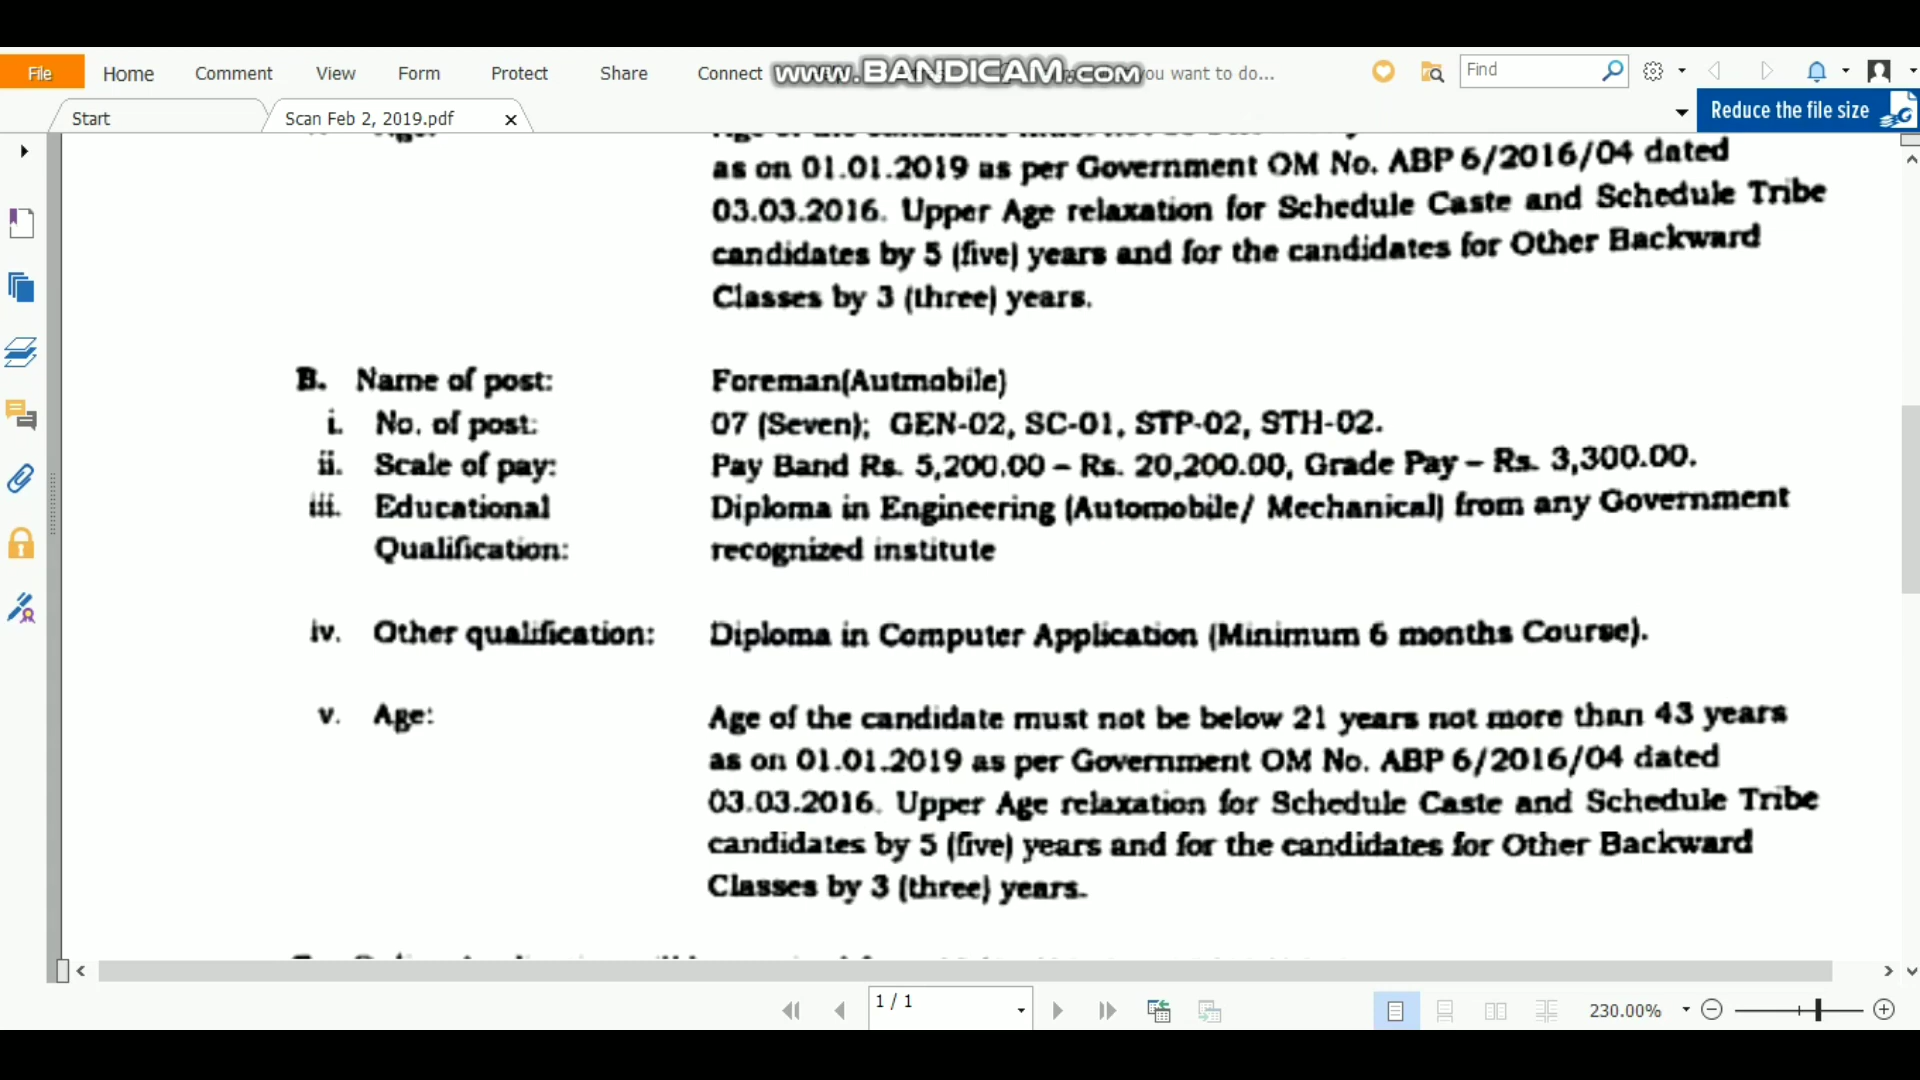 www.BANDICAM.com
File Home Comment View Form Protect Share Connect you want to do... Find
Start Scan Feb 2, 2019.pdf Reduce the file size
as on 01.01.2019 as per Government OM No. ABP 6/2016/04 dated
03.03.2016. Upper Age relaxation for Schedule Caste and Schedule Tribe
candidates by 5 (five) years and for the candidates for Other Backward
Classes by 3 (three) years.
B. Name of post: Foreman(Autmobile)
i. No. of post: 07 (Seven); GEN-02, SC-01, STP-02, STH-02.
ii. Scale of pay: Pay Band Rs. 5,200.00 – Rs. 20,200.00, Grade Pay – Rs. 3,300.00.
iii. Educational Diploma in Engineering (Automobile/ Mechanical) from any Government
Qualification: recognized institute
iv. Other qualification: Diploma in Computer Application (Minimum 6 months Course).
v. Age: Age of the candidate must not be below 21 years not more than 43 years
as on 01.01.2019 as per Government OM No. ABP 6/2016/04 dated
03.03.2016. Upper Age relaxation for Schedule Caste and Schedule Tribe
candidates by 5 (five) years and for the candidates for Other Backward
Classes by 3 (three) years.
1 / 1 230.00%